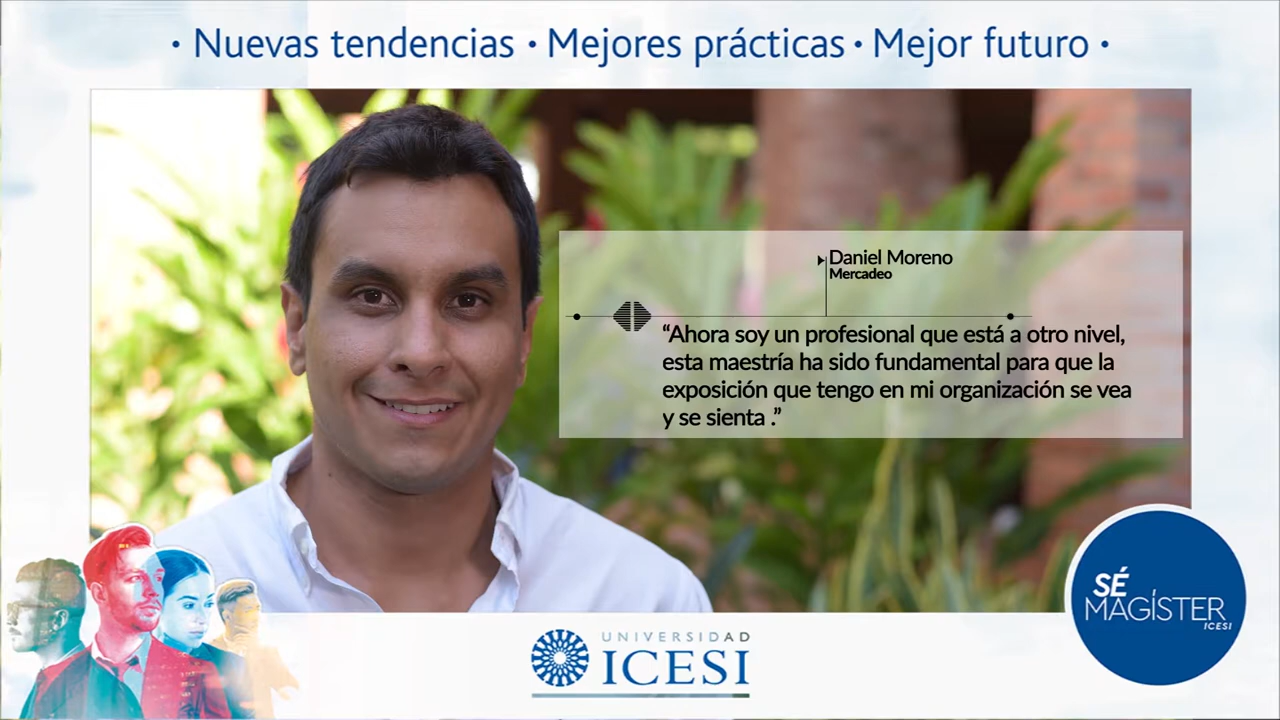 · Nuevas tendencias · Mejores prácticas · Mejor futuro ·
Daniel Moreno
Mercadeo
“Ahora soy un profesional que está a otro nivel,
esta maestría ha sido fundamental para que la
exposición que tengo en mi organización se vea
y se sienta .”
SÉ
MAGÍSTER
ICESI
UNIVERSIDAD
ICESI